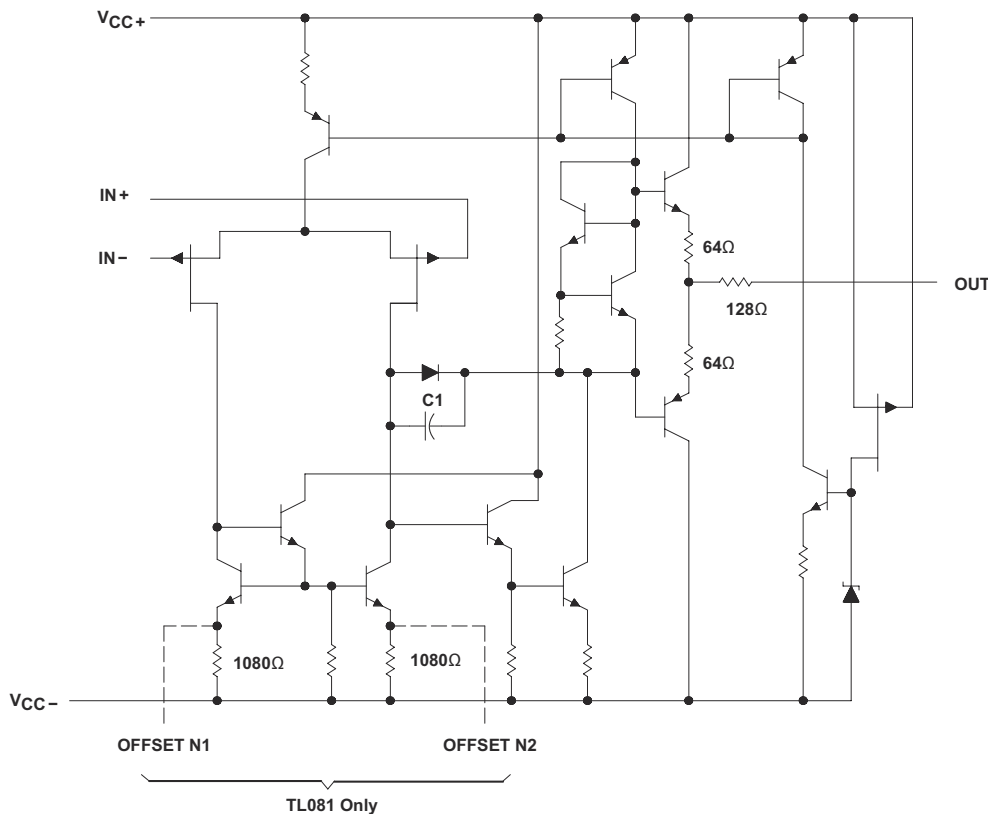 VCC+
IN+
IN−
64Ω
OUT
128Ω
64Ω
C1
1080Ω
1080Ω
VCC−
OFFSET N1
OFFSET N2
TL081 Only